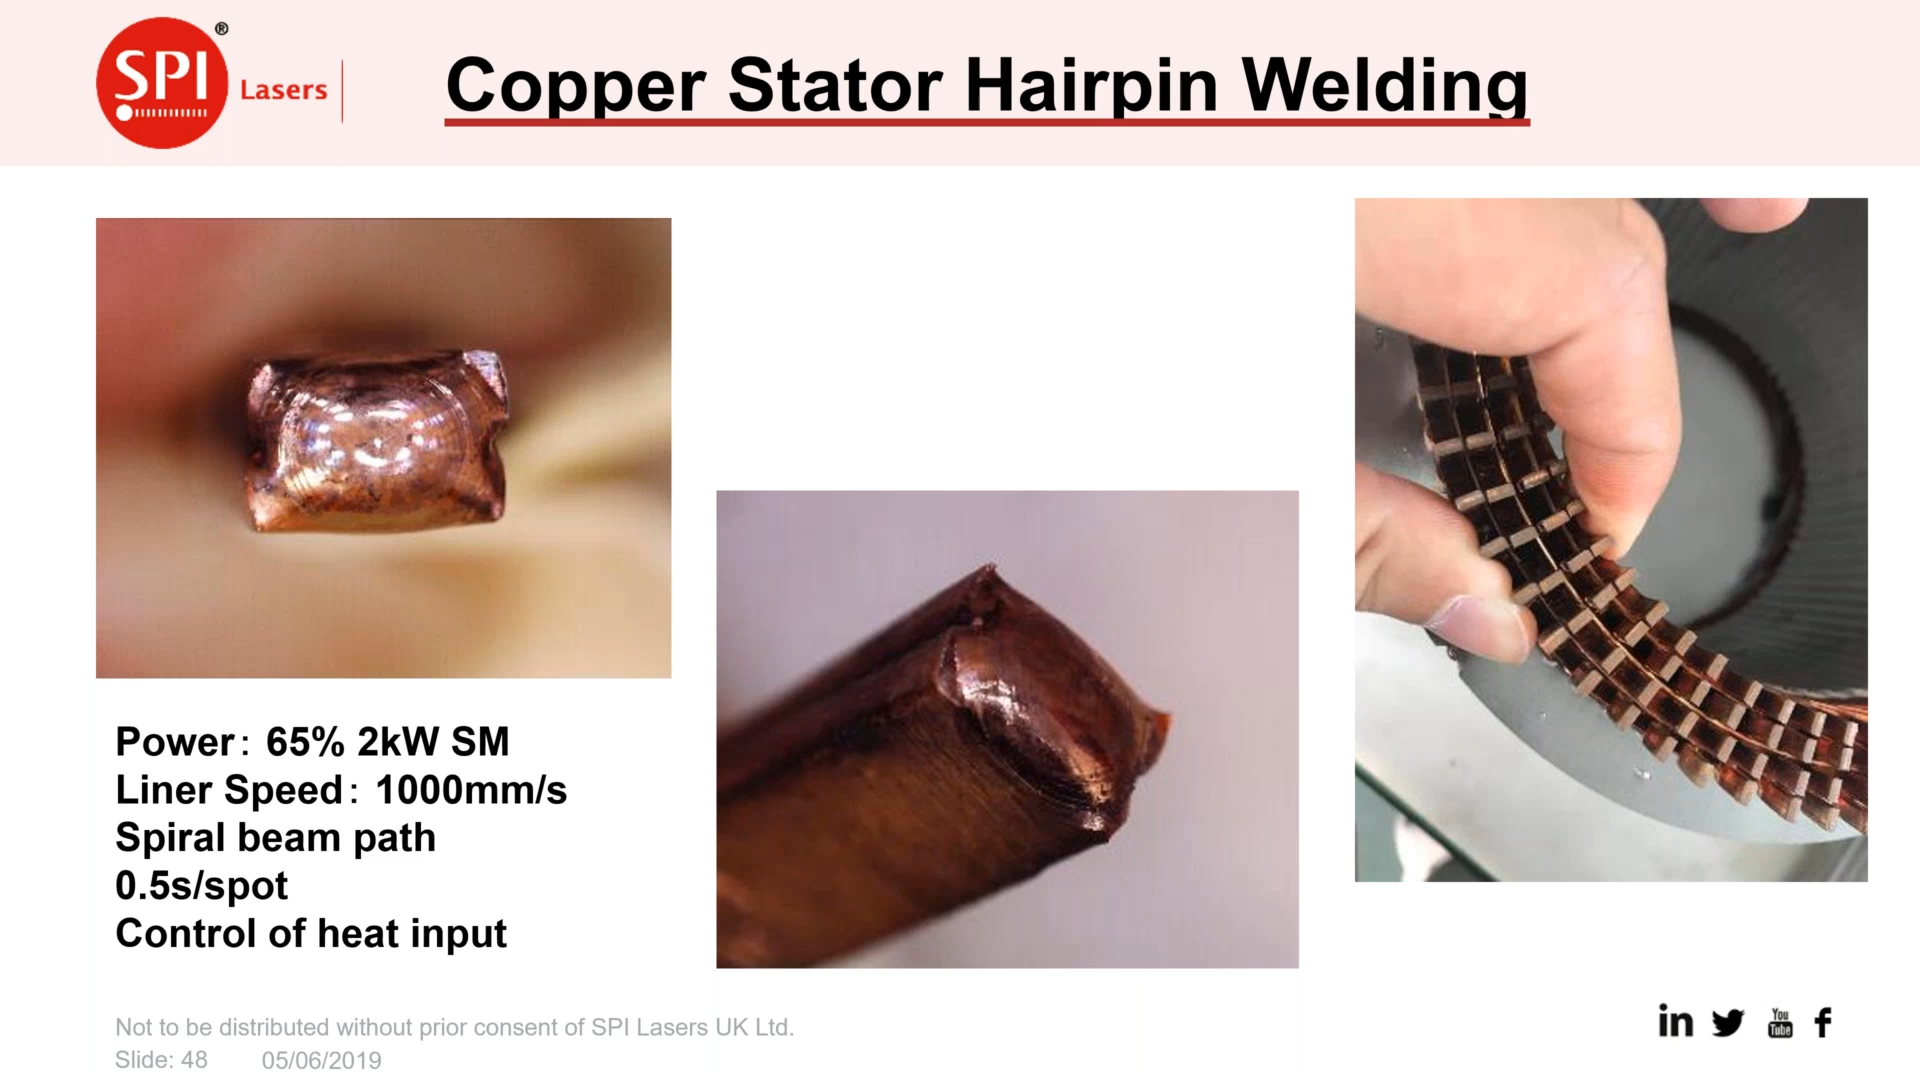 SPI®
Lasers
Copper Stator Hairpin Welding
Power: 65% 2kW SM
Liner Speed: 1000mm/s
Spiral beam path
0.5s/spot
Control of heat input
Not to be distributed without prior consent of SPI Lasers UK Ltd.
Slide: 48 05/06/2019
in
You
Tube
f